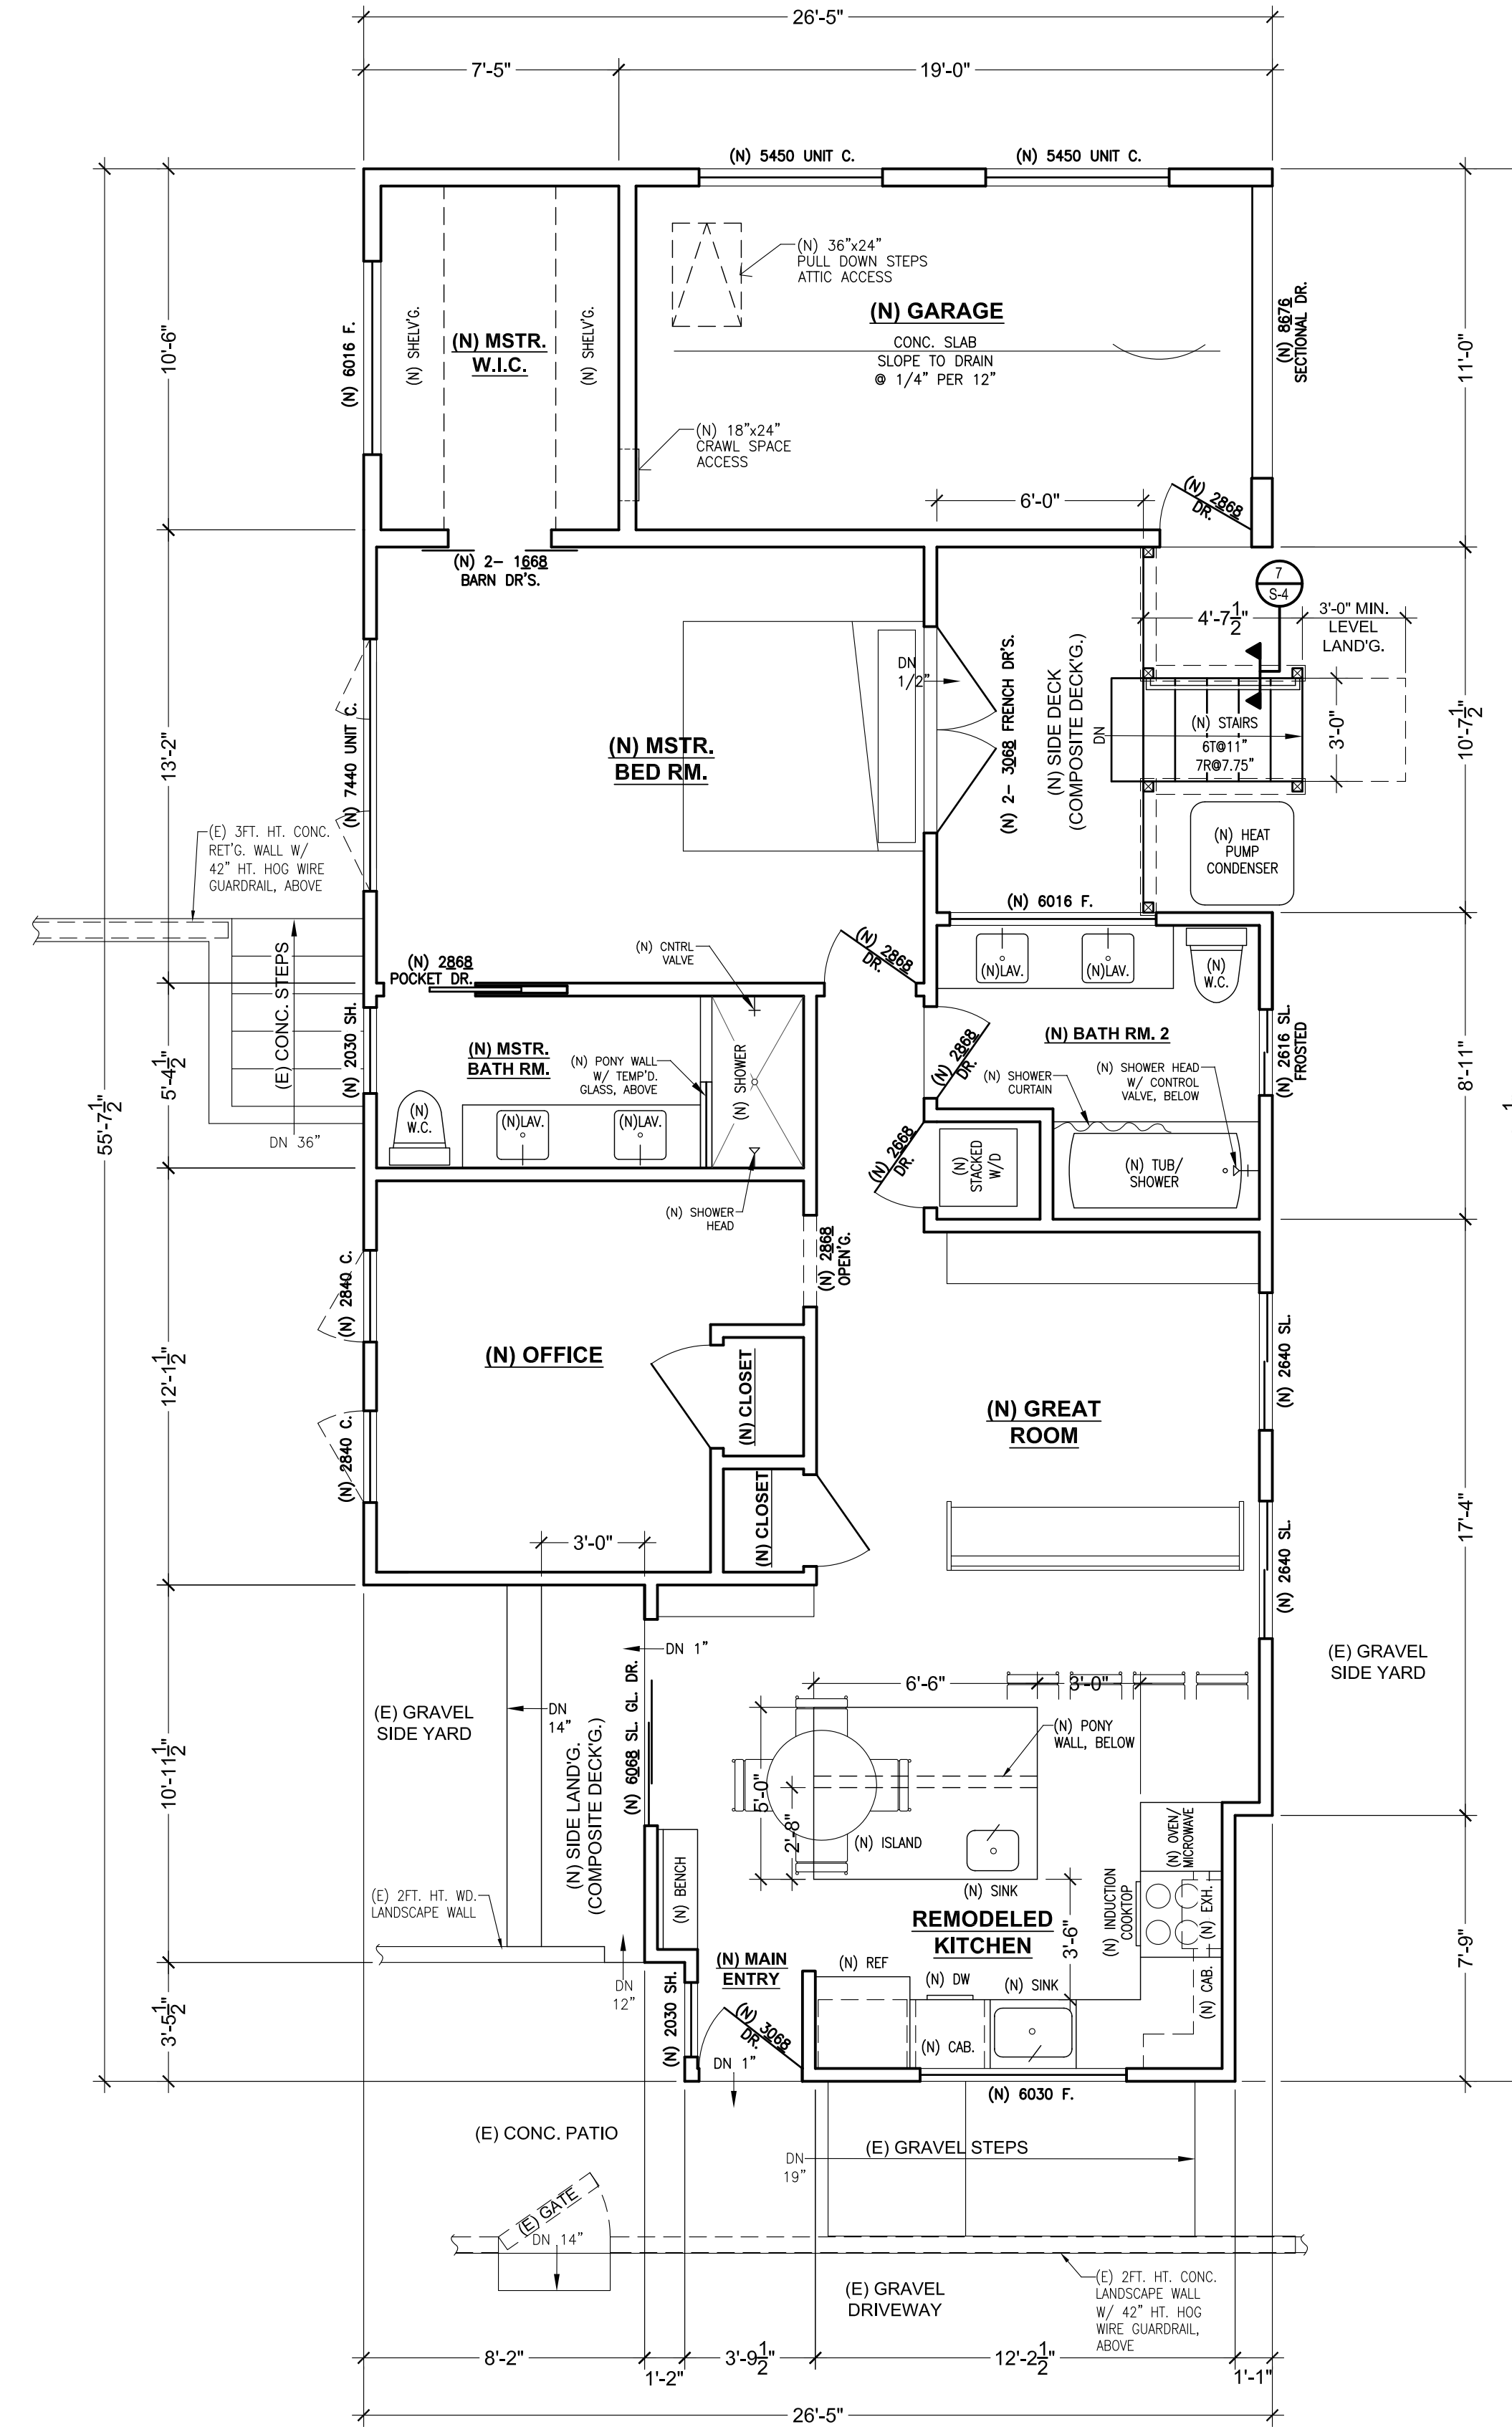 26'-5"
7'-5"
19'-0"
(N) 5450 UNIT C.
(N) 5450 UNIT C.
(N) 36"x24"
PULL DOWN STEPS
ATTIC ACCESS
(N) GARAGE
CONC. SLAB
SLOPE TO DRAIN
@ 1/4" PER 12"
(N) 8676
SECTIONAL DR.
(N) 6016 F.
(N) SHELV'G.
(N) MSTR.
W.I.C.
(N) SHELV'G.
10'-6"
11'-0"
(N) 18"x24"
CRAWL SPACE
ACCESS
6'-0"
(N) 2868
DR.
(N) 2- 1668
BARN DR'S.
7
S-4
4'-7 1/2"
3'-0" MIN.
LEVEL
LAND'G.
DN
1/2"
(N) 2- 3068 FRENCH DR'S.
(N) SIDE DECK
(COMPOSITE DECK'G.)
DN
(N) STAIRS
6T@11"
7R@7.75"
3'-0"
10'-7 1/2"
13'-2"
(N) 7440 UNIT C.
(N) MSTR.
BED RM.
(N) HEAT
PUMP
CONDENSER
(E) 3FT. HT. CONC.
RET'G. WALL W/
42" HT. HOG WIRE
GUARDRAIL, ABOVE
(N) 6016 F.
(E) CONC. STEPS
DN 36"
(N) 2868
POCKET DR.
(N) CNTRL
VALVE
(N) 2868
DR.
(N)LAV.
(N)LAV.
(N)
W.C.
(N) 2030 SH.
(N) MSTR.
BATH RM.
(N) PONY WALL
W/ TEMP'D.
GLASS, ABOVE
(N) SHOWER
(N) 2868
DR.
(N) BATH RM. 2
(N) SHOWER
CURTAIN
(N) SHOWER HEAD
W/ CONTROL
VALVE, BELOW
(N) 2616 SL.
FROSTED
5'-4 1/2"
55'-7 1/2"
8'-11"
(N)
W.C.
(N)LAV.
(N)LAV.
(N) 2668
DR.
(N)
STACKED
W/D
(N) TUB/
SHOWER
(N) SHOWER
HEAD
(N) 2868
OPEN'G.
(N) 2840 C.
(N) OFFICE
(N) CLOSET
(N) GREAT
ROOM
(N) 2640 SL.
12'-1 1/2"
(N) 2840 C.
(N) CLOSET
3'-0"
(N) 2640 SL.
17'-4"
DN 1"
(E) GRAVEL
SIDE YARD
(E) GRAVEL
SIDE YARD
DN
14"
(N) SIDE LAND'G.
(COMPOSITE DECK'G.)
(N) 6068 SL. GL. DR.
6'-6"
3'-0"
(N) PONY
WALL, BELOW
5'-0"
2'-8"
(N) ISLAND
(N) SINK
(N) OVEN/
MICROWAVE
10'-11 1/2"
(E) 2FT. HT. WD.
LANDSCAPE WALL
(N) BENCH
REMODELED
KITCHEN
3'-6"
(N) INDUCTION
COOKTOP
(N) EXH.
7'-9"
(N) MAIN
ENTRY
(N) REF
(N) DW
(N) SINK
(N) CAB.
DN
12"
(N) 2030 SH.
(N) 3068
DR.
DN 1"
(N) CAB.
3'-5 1/2"
(N) 6030 F.
(E) CONC. PATIO
DN
19"
(E) GRAVEL STEPS
(E) GATE
DN 14"
(E) GRAVEL
DRIVEWAY
(E) 2FT. HT. CONC.
LANDSCAPE WALL
W/ 42" HT. HOG
WIRE GUARDRAIL,
ABOVE
8'-2"
1'-2"
3'-9 1/2"
12'-2 1/2"
1'-1"
26'-5"